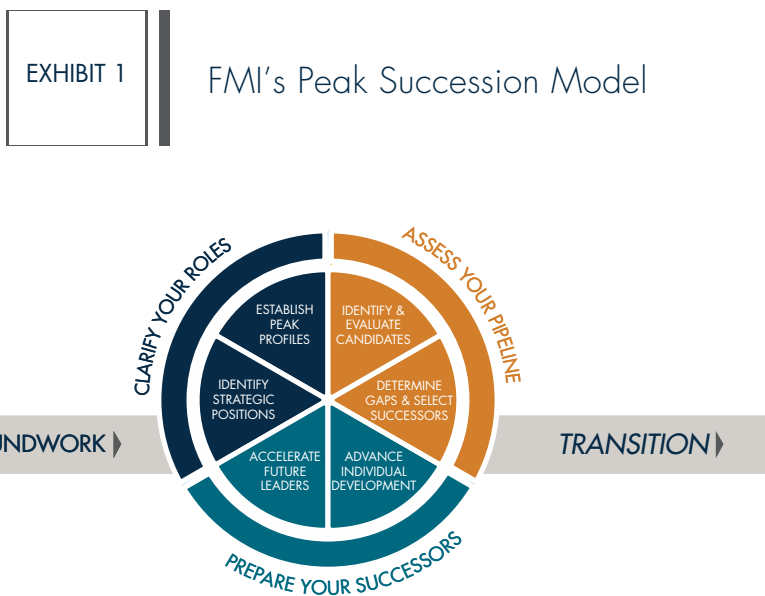 EXHIBIT 1
FMI's Peak Succession Model
CLARIFY YOUR ROLES
ASSESS YOUR PIPELINE
ESTABLISH
PEAK
PROFILES
IDENTIFY &
EVALUATE
CANDIDATES
IDENTIFY
STRATEGIC
POSITIONS
DETERMINE
GAPS & SELECT
SUCCESSORS
UNDWORK
TRANSITION
ACCELERATE
FUTURE
LEADERS
ADVANCE
INDIVIDUAL
DEVELOPMENT
PREPARE YOUR SUCCESSORS